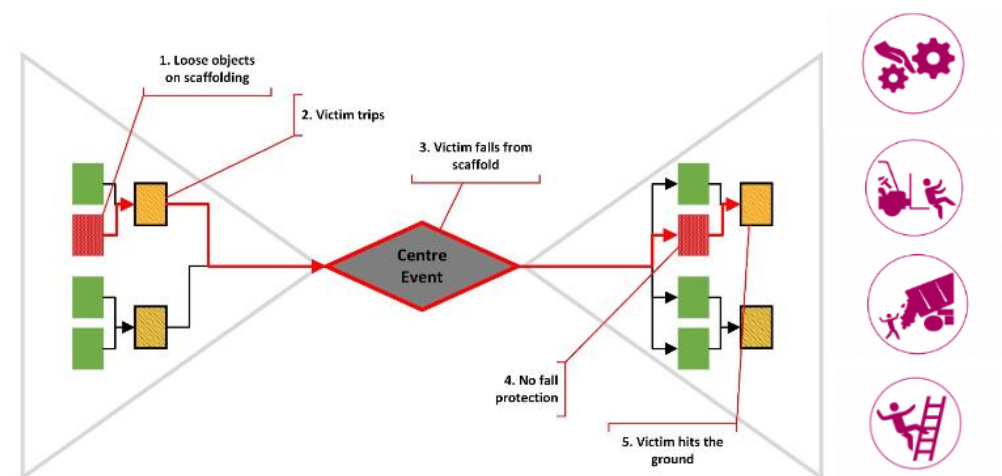 1. Loose objects
on scaffolding
2. Victim trips
3. Victim falls from
scaffold
Centre
Event
4. No fall
protection
5. Victim hits the
ground